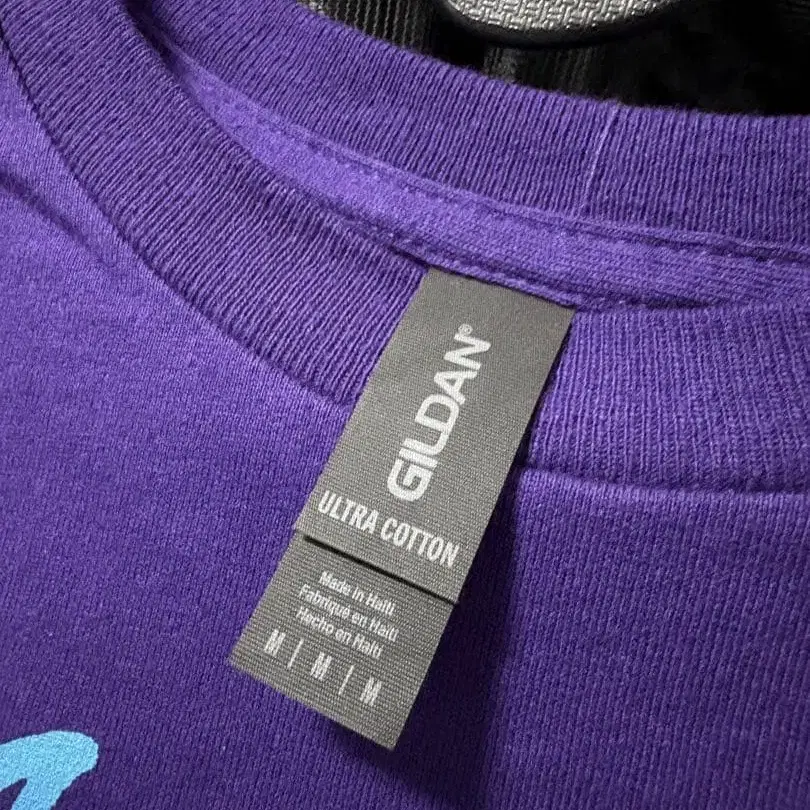 GILDAN®
ULTRA COTTON
Made in Haiti
Fabriqué en Haïti
Hecho en Haití
M | M | M